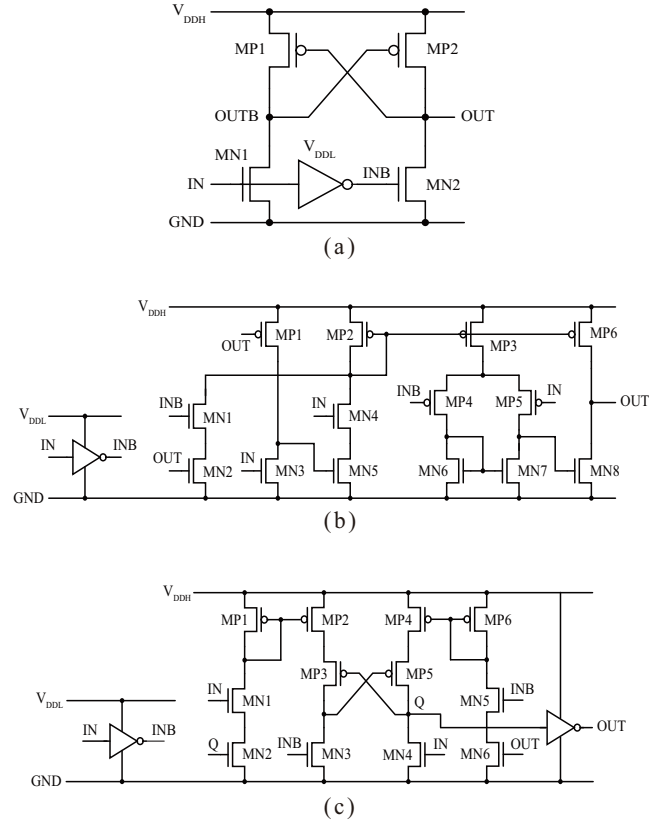 V_DDH
MP1 MP2
OUTB OUT
V_DDL
MN1 INB
IN MN2
GND
(a)
V_DDH
MP1 MP2 MP3 MP6
OUT
INB IN INB MP4 MP5 IN
MN1 MN4 OUT
V_DDL
IN INB
OUT MN2 IN MN3 MN5 MN6 MN7 MN8
GND
(b)
V_DDH
MP1 MP2 MP4 MP6
MP3 MP5
IN MN1 MN5 INB
V_DDL Q
IN INB OUT
Q MN2 INB MN3 MN4 IN MN6 OUT
GND
(c)